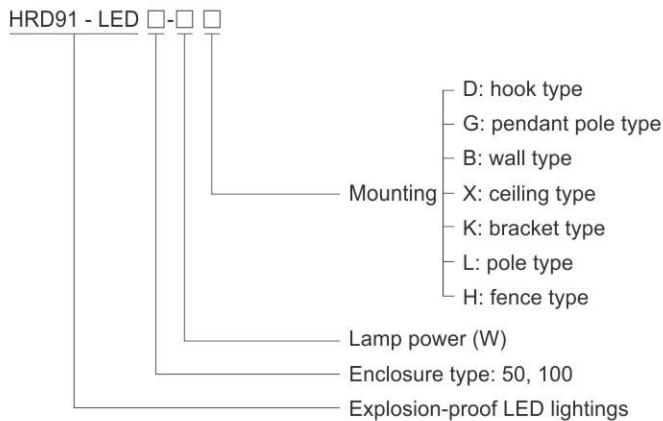 HRD91 - LED □-□ □
D: hook type
G: pendant pole type
B: wall type
Mounting
X: ceiling type
K: bracket type
L: pole type
H: fence type
Lamp power (W)
Enclosure type: 50, 100
Explosion-proof LED lightings